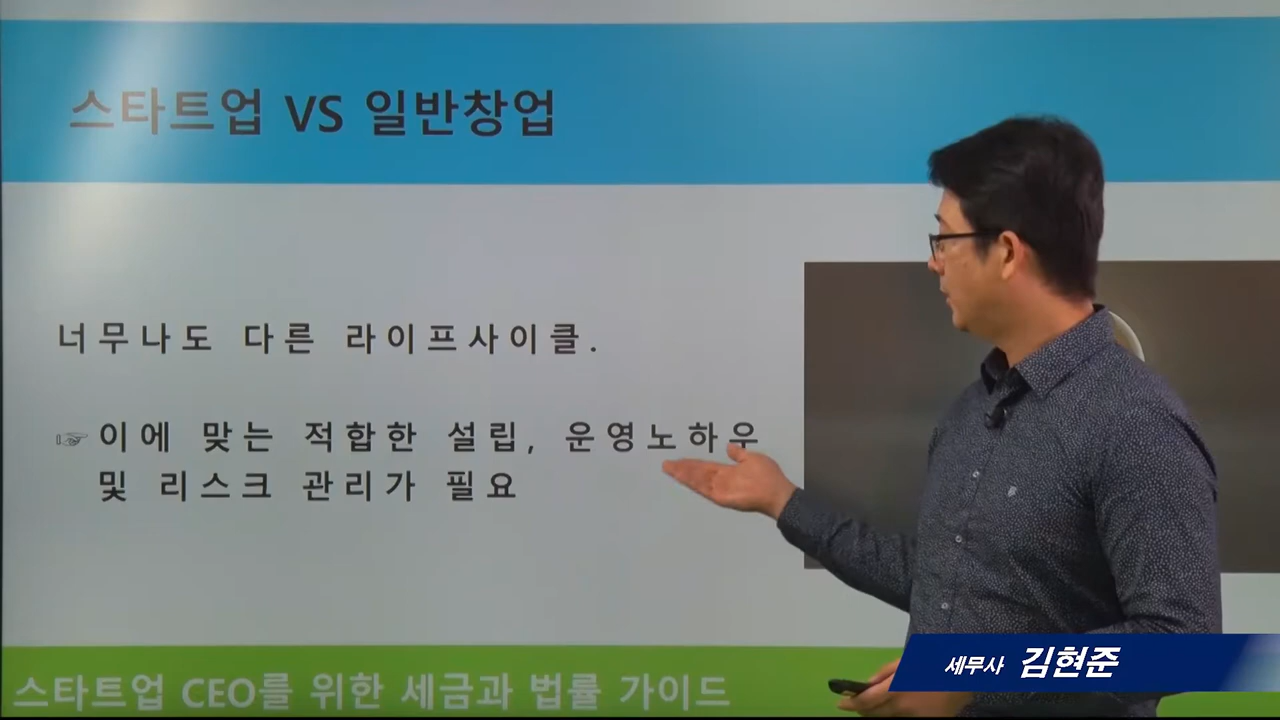 스타트업 VS 일반창업
너무나도 다른 라이프사이클.
☞이에 맞는 적합한 설립, 운영노하우
및 리스크 관리가 필요
세무사 김현준
스타트업 CEO를 위한 세금과 법률 가이드